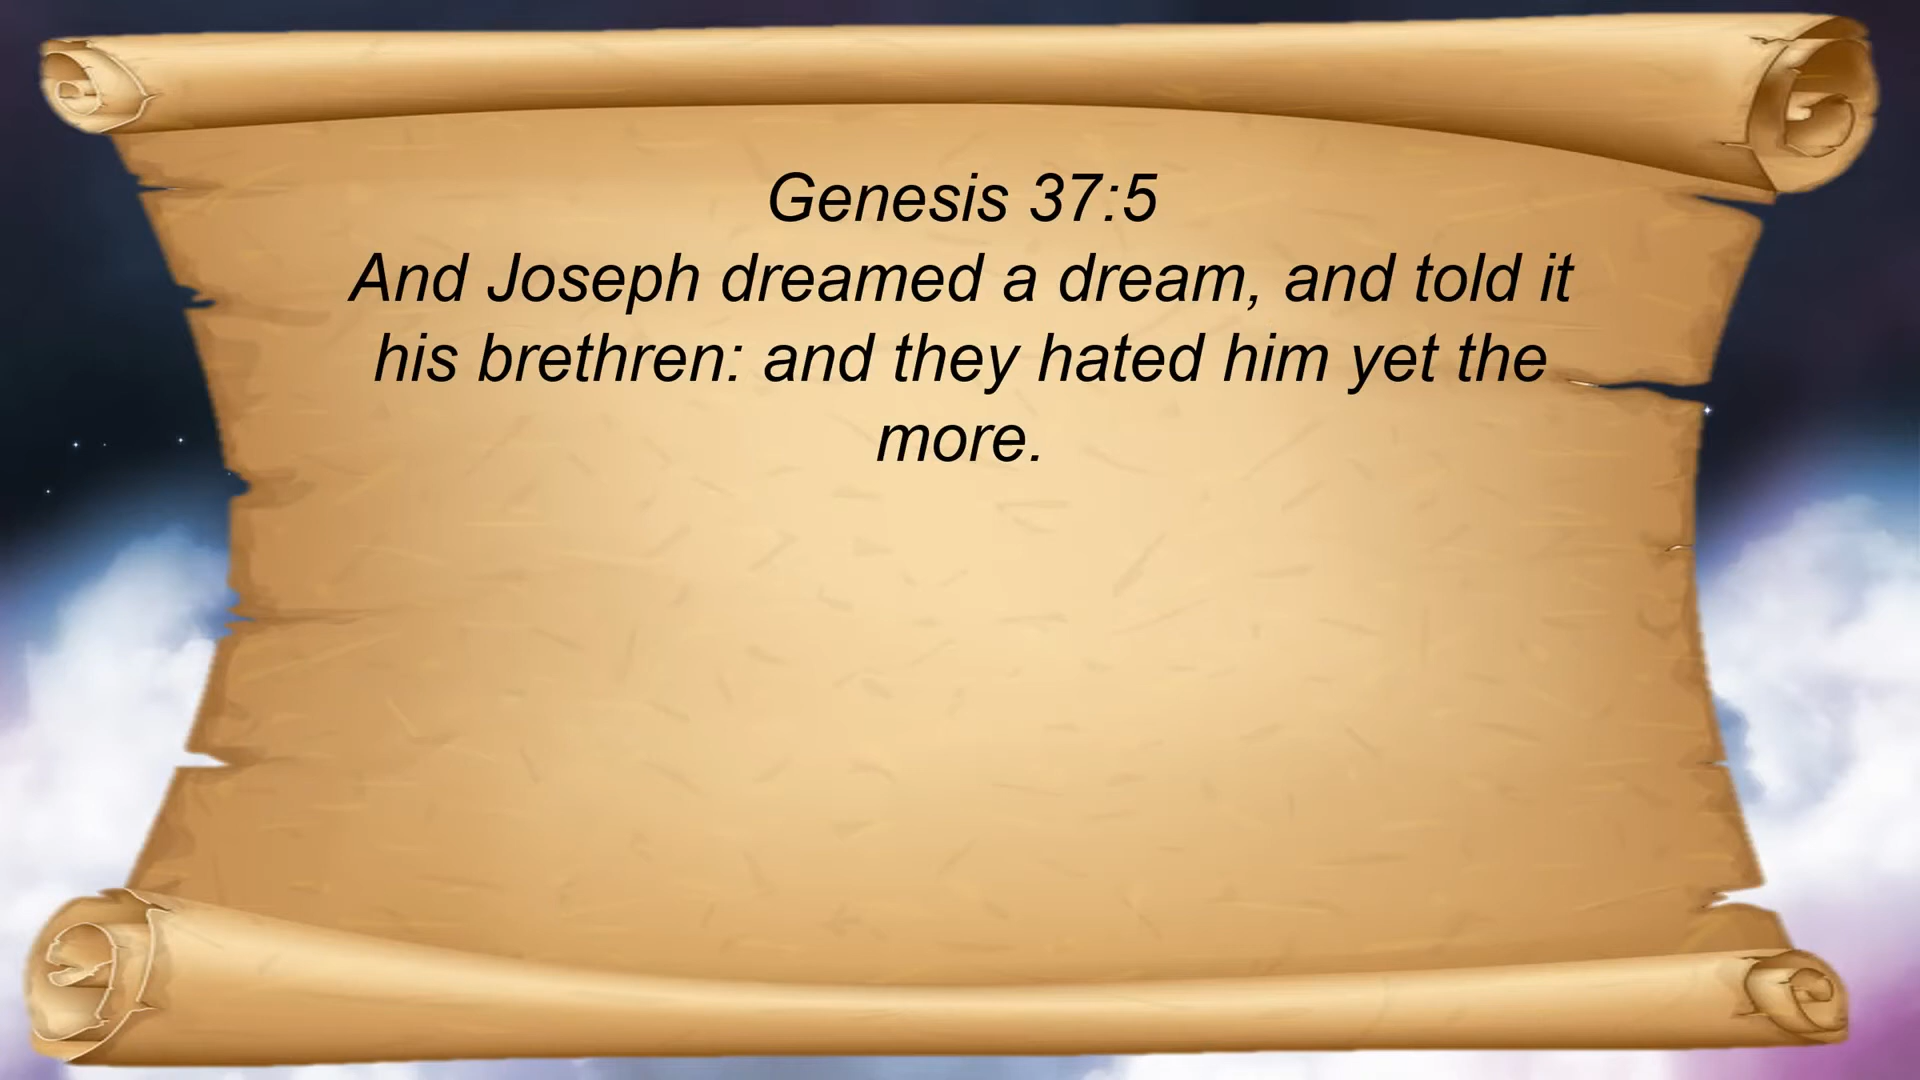 Genesis 37:5
And Joseph dreamed a dream, and told it
his brethren: and they hated him yet the
more.